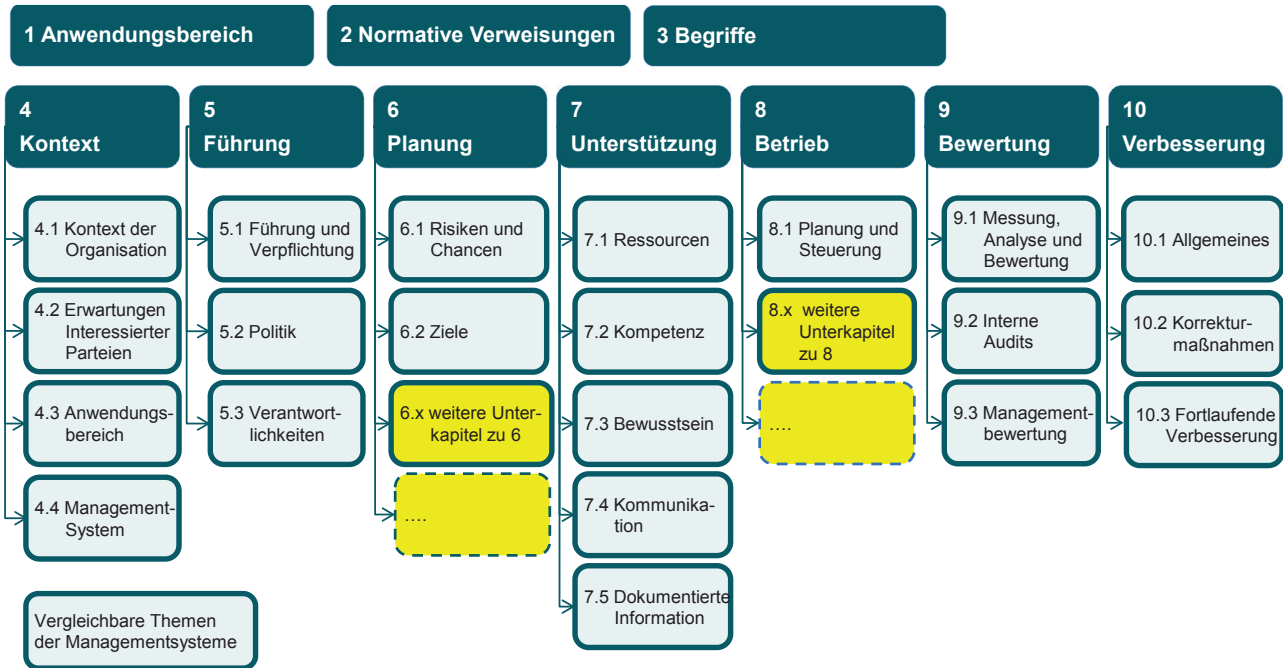 1 Anwendungsbereich
2 Normative Verweisungen
3 Begriffe
4
Kontext
5
Führung
6
Planung
7
Unterstützung
8
Betrieb
9
Bewertung
10
Verbesserung
4.1 Kontext der
Organisation
4.2 Erwartungen
Interessierter
Parteien
4.3 Anwendungs-
bereich
4.4 Management-
System
5.1 Führung und
Verpflichtung
5.2 Politik
5.3 Verantwort-
lichkeiten
6.1 Risiken und
Chancen
6.2 Ziele
6.x weitere Unter-
kapitel zu 6
....
7.1 Ressourcen
7.2 Kompetenz
7.3 Bewusstsein
7.4 Kommunika-
tion
7.5 Dokumentierte
Information
8.1 Planung und
Steuerung
8.x weitere
Unterkapitel
zu 8
....
9.1 Messung,
Analyse und
Bewertung
9.2 Interne
Audits
9.3 Management-
bewertung
10.1 Allgemeines
10.2 Korrektur-
maßnahmen
10.3 Fortlaufende
Verbesserung
Vergleichbare Themen
der Managementsysteme